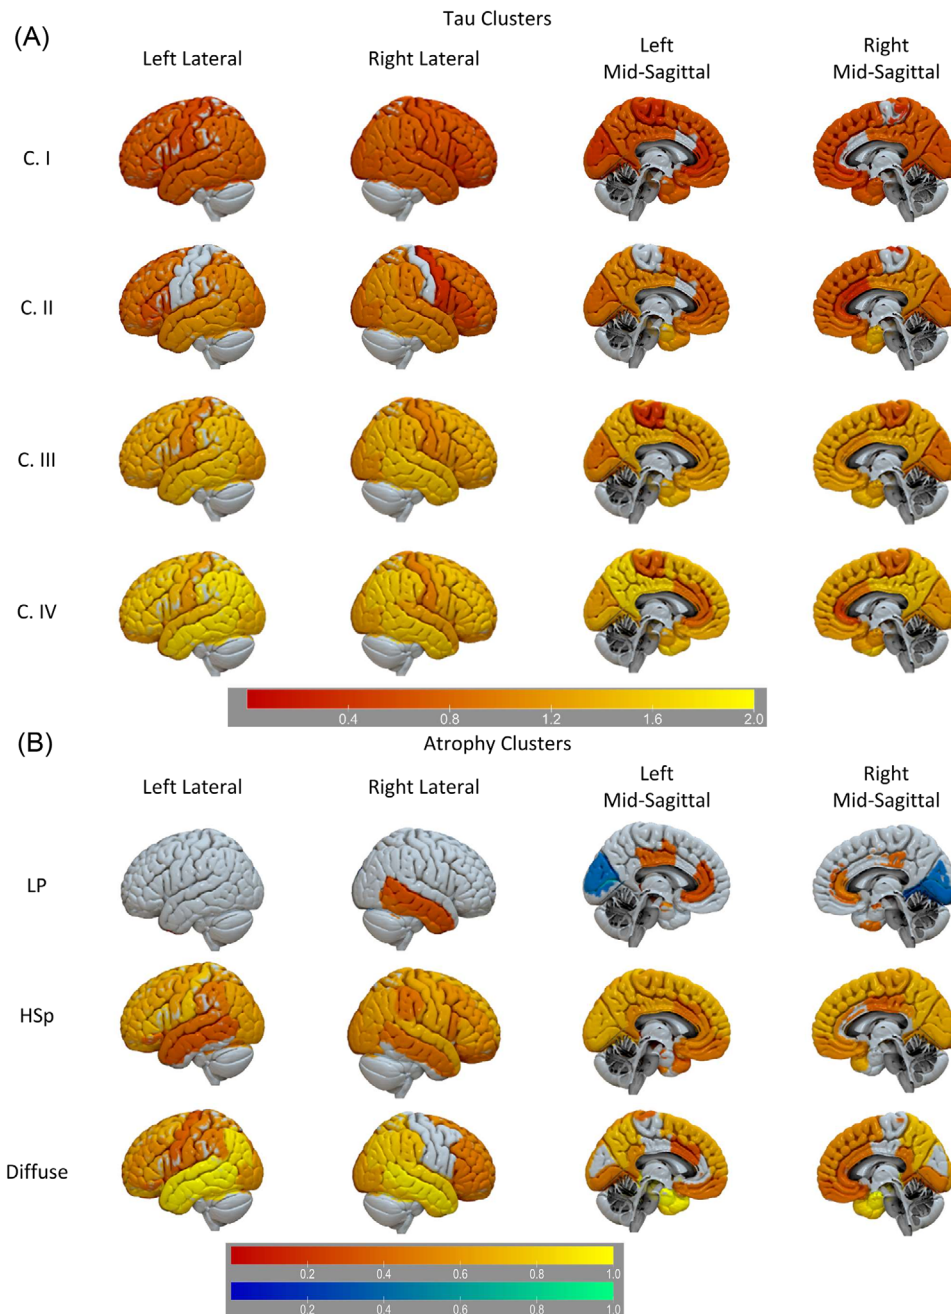 (A)
Tau Clusters
Left Lateral
Right Lateral
Left
Mid-Sagittal
Right
Mid-Sagittal
C. I
C. II
C. III
C. IV
0.4 0.8 1.2 1.6 2.0
(B)
Atrophy Clusters
Left Lateral
Right Lateral
Left
Mid-Sagittal
Right
Mid-Sagittal
LP
HSp
Diffuse
0.2 0.4 0.6 0.8 1.0
0.2 0.4 0.6 0.8 1.0